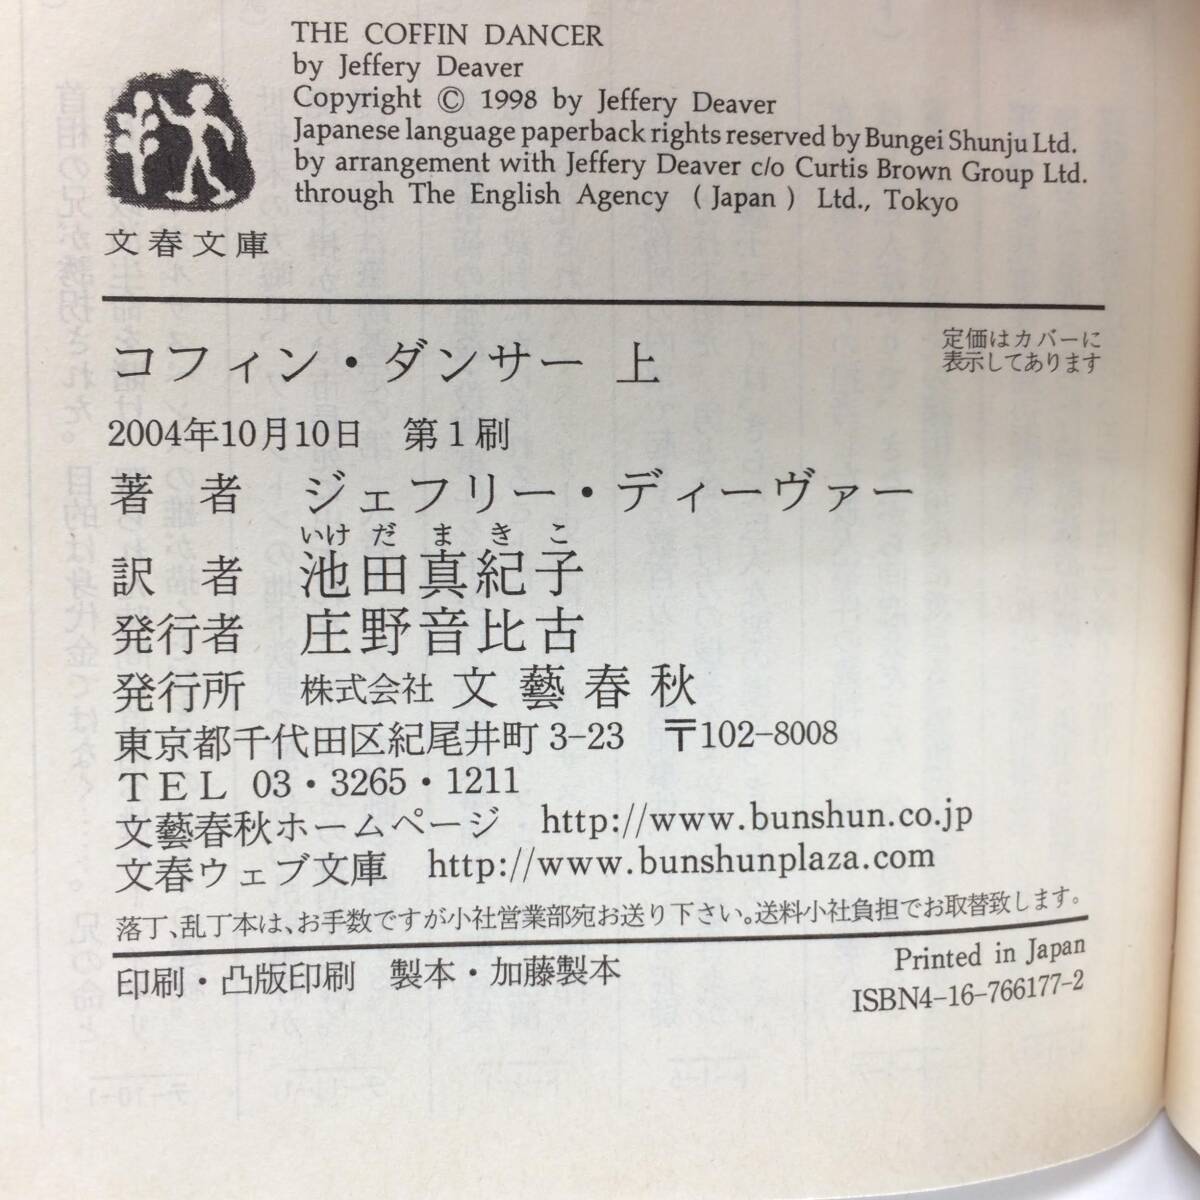 THE COFFIN DANCER
by Jeffery Deaver
Copyright © 1998 by Jeffery Deaver
Japanese language paperback rights reserved by Bungei Shunju Ltd.
by arrangement with Jeffery Deaver c/o Curtis Brown Group Ltd.
through The English Agency (Japan) Ltd., Tokyo
文春文庫
コフィン・ダンサー 上
定価はカバーに
表示してあります
2004年10月10日 第1刷
著 者 ジェフリー・ディーヴァー
いけ だ ま き こ
訳 者 池田真紀子
発行者 庄野音比古
発行所 株式会社 文藝春秋
東京都千代田区紀尾井町 3-23 〒102-8008
TEL 03・3265・1211
文藝春秋ホームページ http://www.bunshun.co.jp
文春ウェブ文庫 http://www.bunshunplaza.com
落丁、乱丁本は、お手数ですが小社営業部宛お送り下さい。送料小社負担でお取替致します。
印刷・凸版印刷 製本・加藤製本
Printed in Japan
ISBN4-16-766177-2